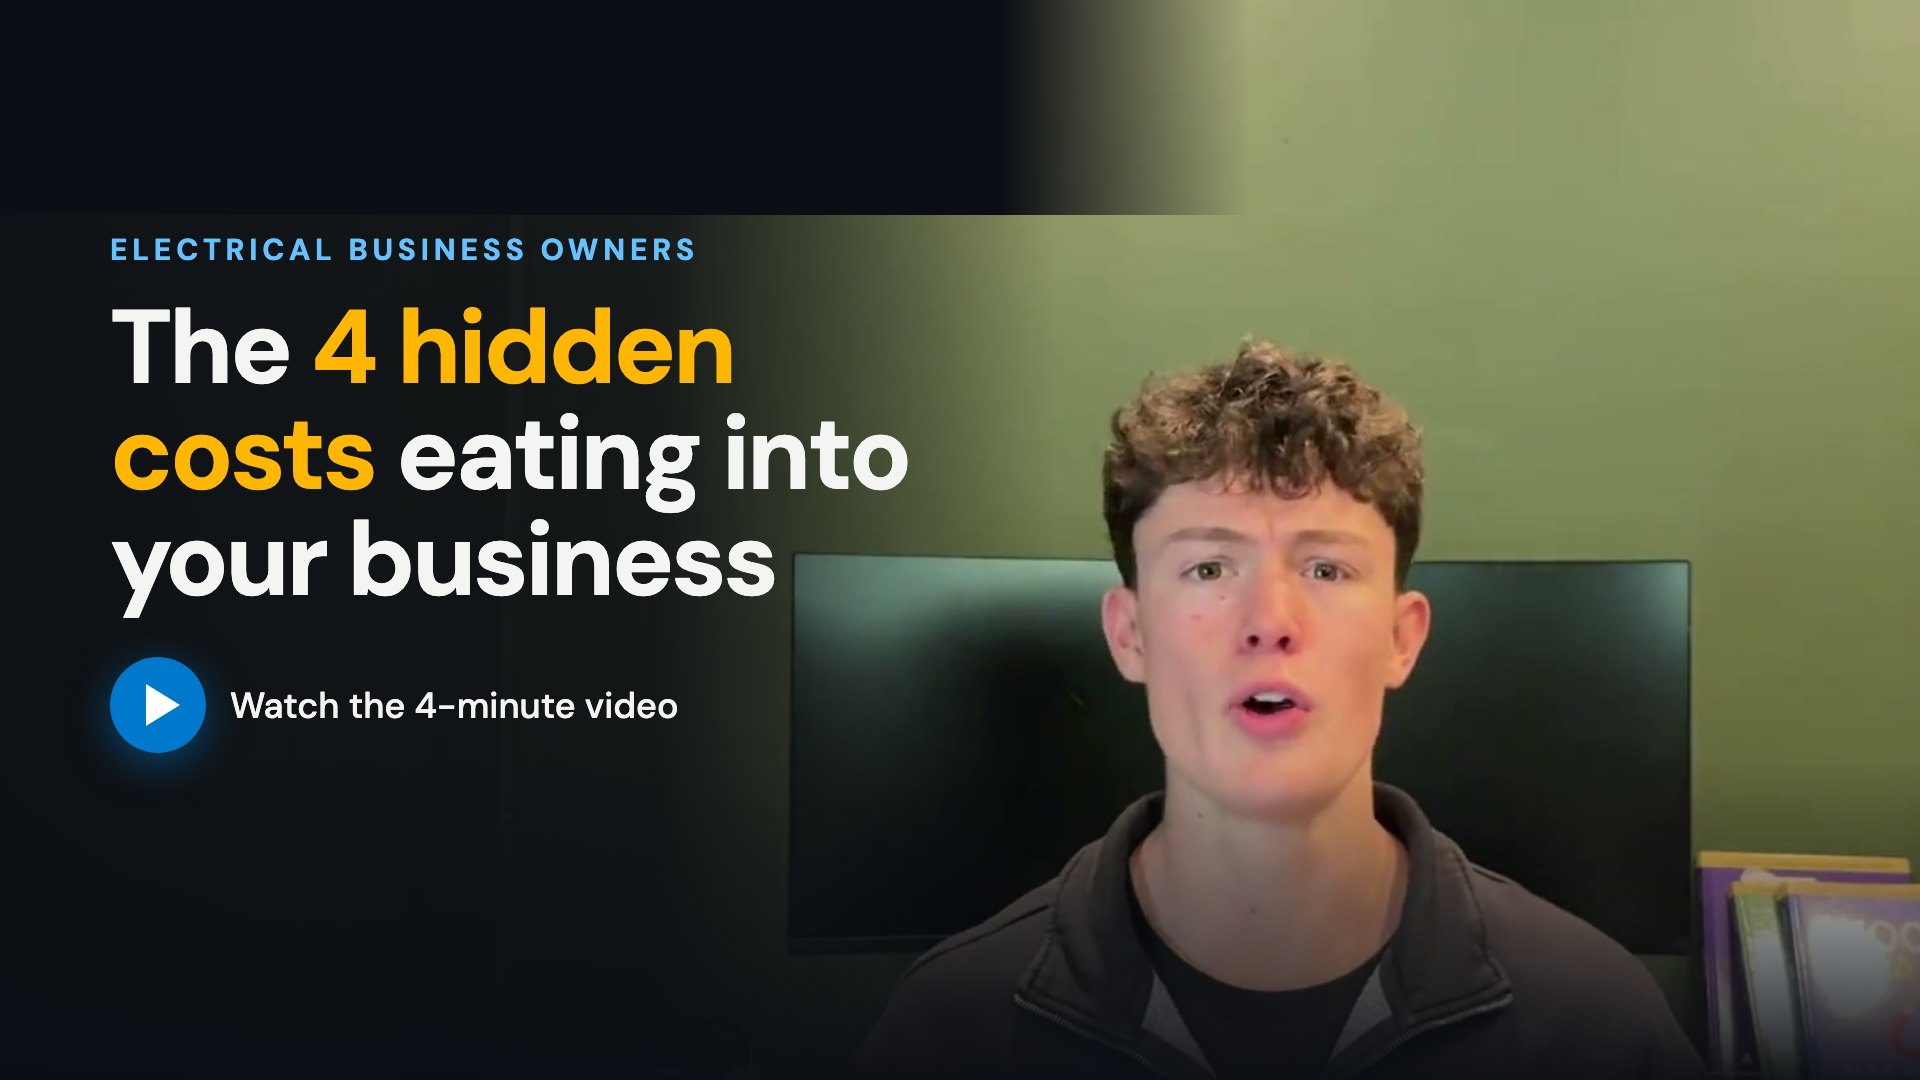 ELECTRICAL BUSINESS OWNERS
The 4 hidden
costs eating into
your business
Watch the 4-minute video